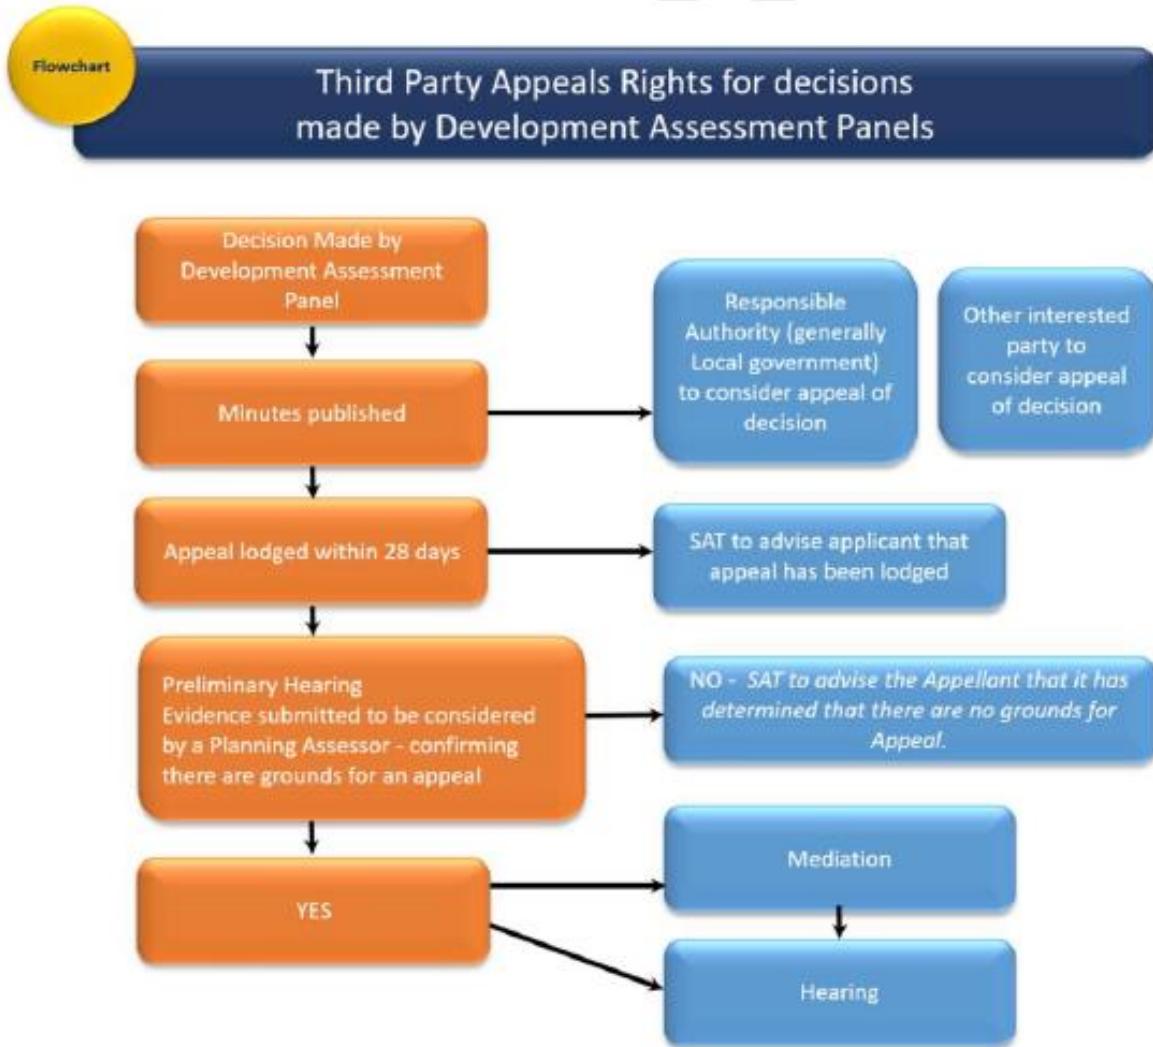 Flowchart
Third Party Appeals Rights for decisions
made by Development Assessment Panels
Decision Made by
Development Assessment
Panel
Minutes published
Responsible
Authority (generally
Local government)
to consider appeal of
decision
Other interested
party to
consider appeal
of decision
Appeal lodged within 28 days
SAT to advise applicant that
appeal has been lodged
Preliminary Hearing
Evidence submitted to be considered
by a Planning Assessor - confirming
there are grounds for an appeal
NO - SAT to advise the Appellant that it has
determined that there are no grounds for
Appeal.
YES
Mediation
Hearing